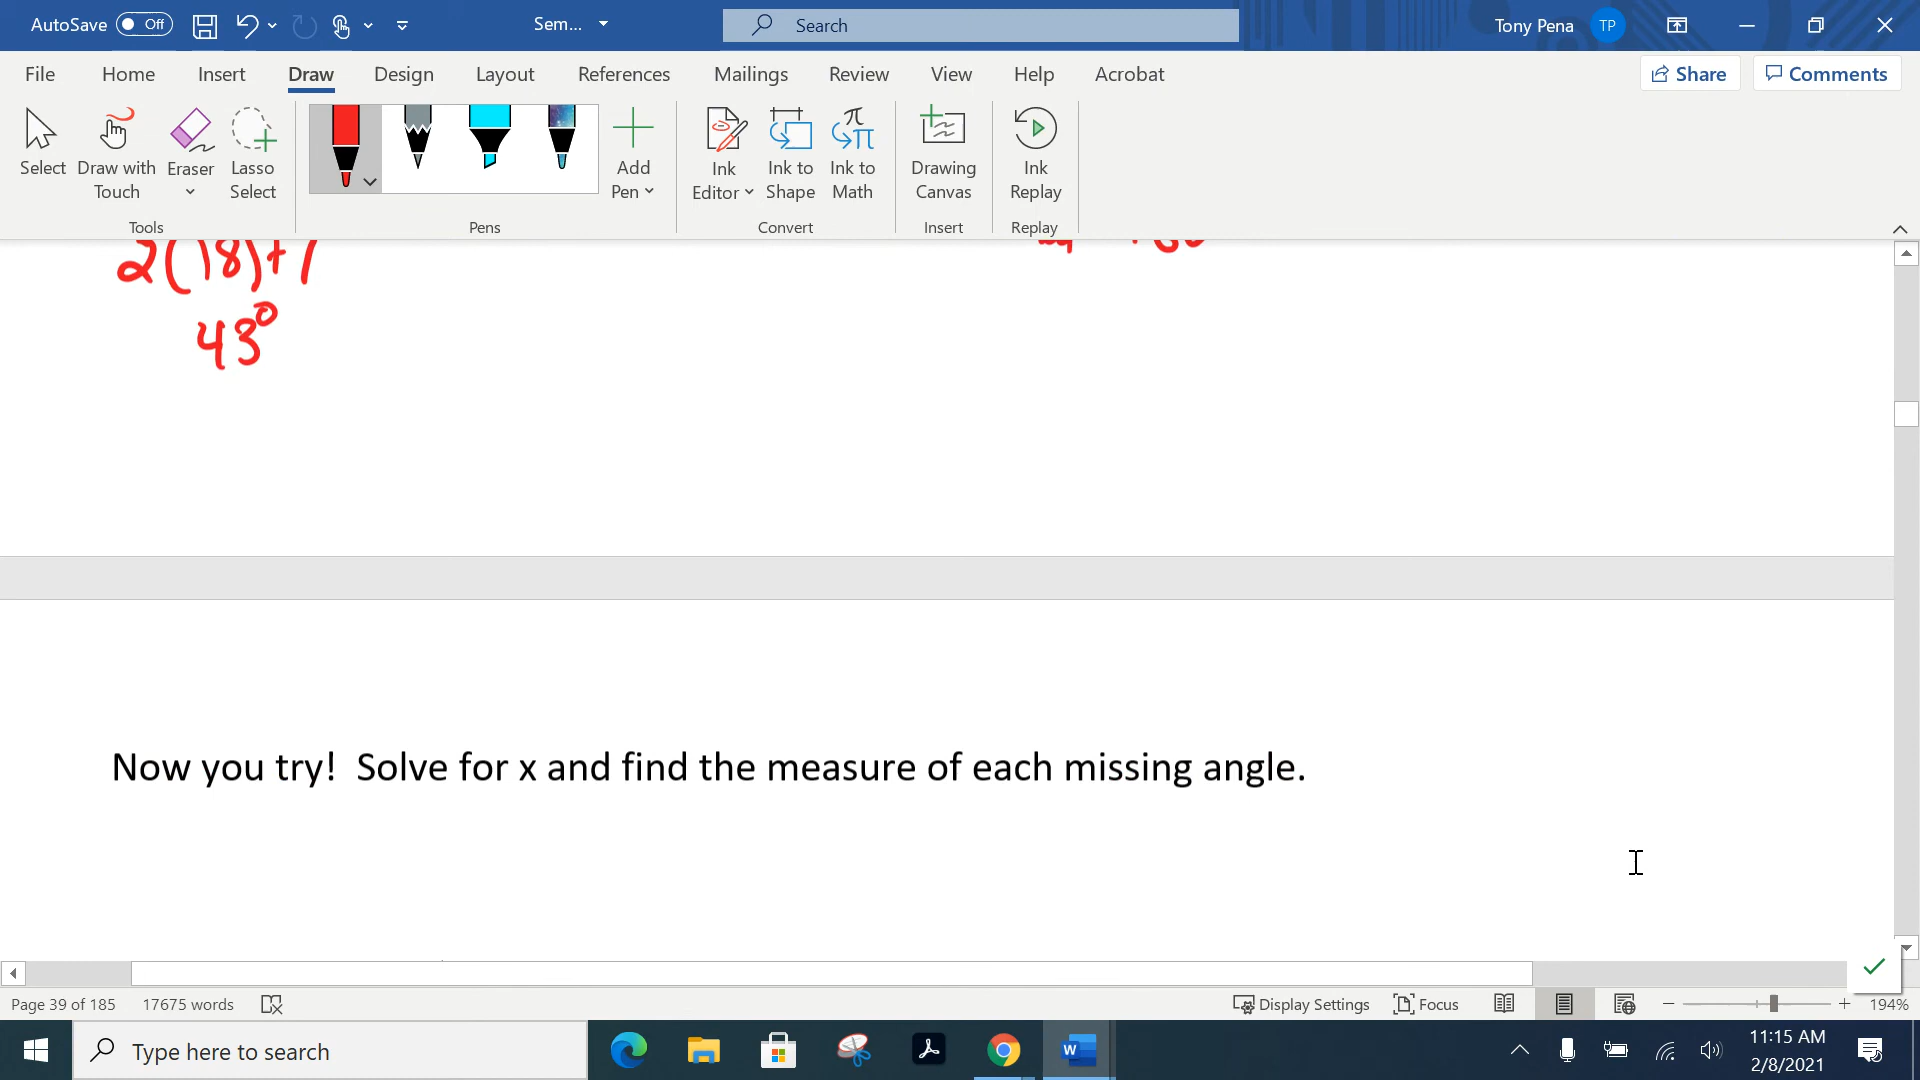 AutoSave Off Sem... Search Tony Pena TP
File Home Insert Draw Design Layout References Mailings Review View Help Acrobat Share Comments
Select Draw with Touch Eraser Lasso Select Add Pen Ink Editor Ink to Shape Ink to Math Drawing Canvas Ink Replay
Tools Pens Convert Insert Replay
2(18)+7
43°
Now you try!  Solve for x and find the measure of each missing angle.
Page 39 of 185 17675 words Display Settings Focus 194%
Type here to search 11:15 AM
2/8/2021